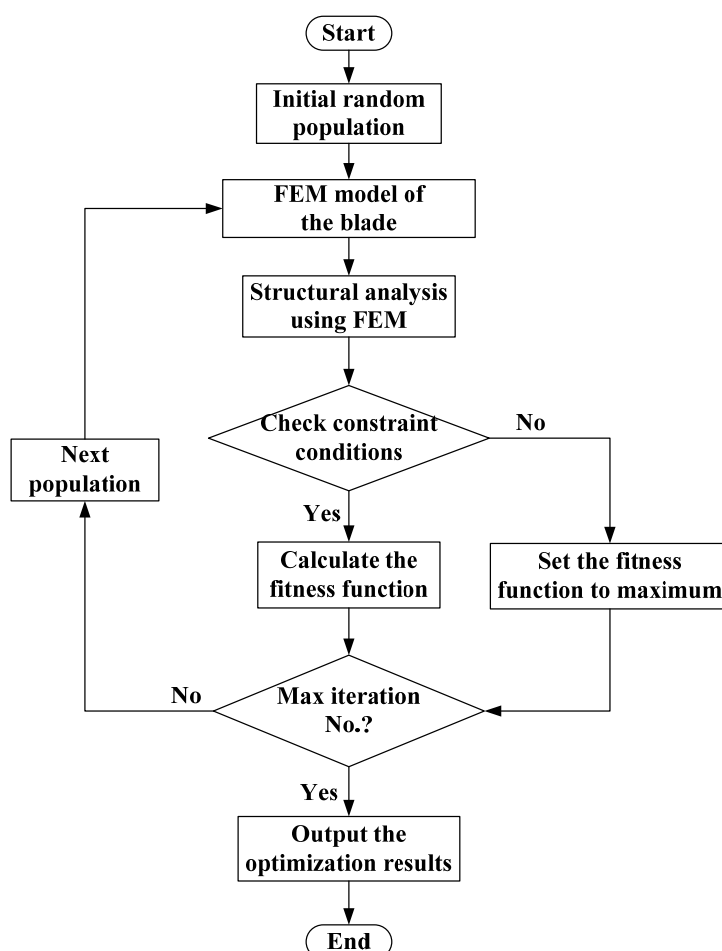 Start
Initial random
population
FEM model of
the blade
Structural analysis
using FEM
Check constraint
conditions
No
Next
population
Yes
Calculate the
fitness function
Set the fitness
function to maximum
No
Max iteration
No.?
Yes
Output the
optimization results
End